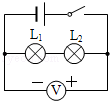 L₁ L₂
− V +